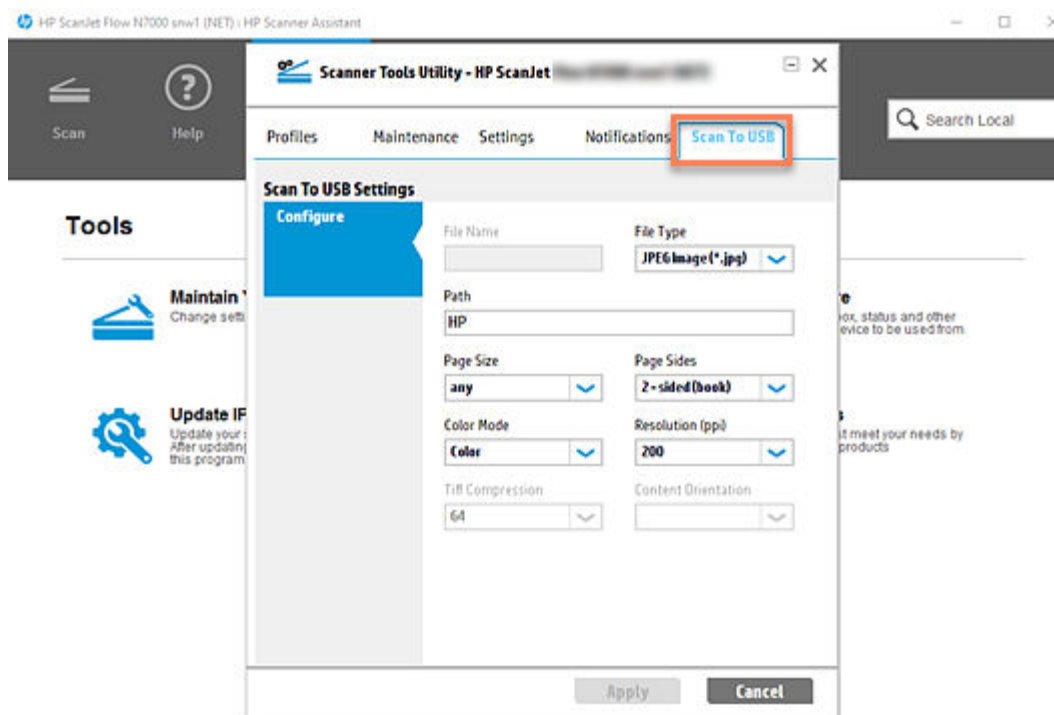 HP ScanJet Flow N7000 snw1 (NET) : HP Scanner Assistant
Scan
Help
Search Local
Scanner Tools Utility - HP ScanJet
Profiles
Maintenance
Settings
Notifications
Scan To USB
Scan To USB Settings
Configure
File Name
File Type
JPEG Image(*.jpg)
Path
HP
Page Size
Page Sides
any
2-sided(book)
Color Mode
Resolution (ppi)
Color
200
Tiff Compression
Content Orientation
64
Apply
Cancel
Tools
Maintain
Change
Update
Update your
After updating
this program
status and other
to be used from
meet your needs by
products